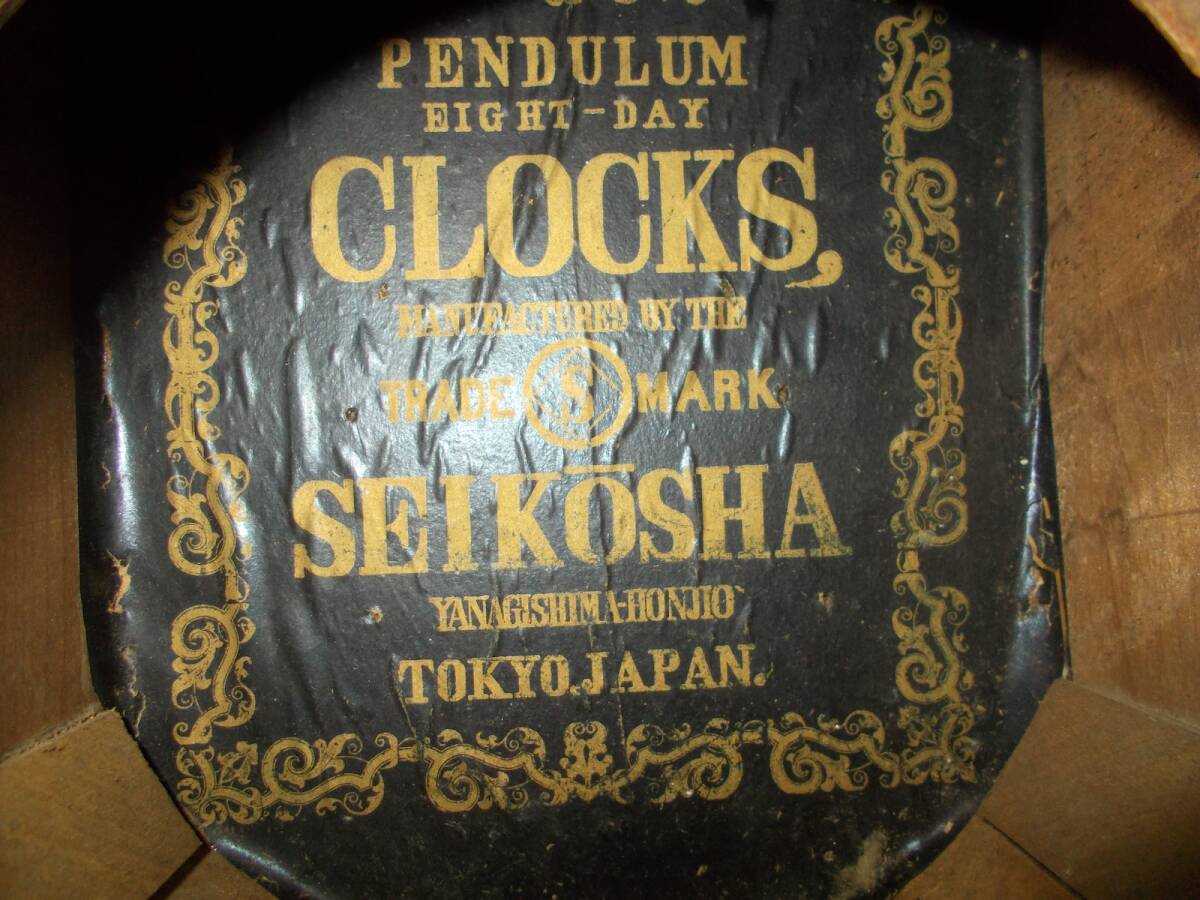 PENDULUM
EIGHT-DAY
CLOCKS,
MANUFACTURED BY THE
TRADE S MARK
SEIKŌSHA
YANAGISHIMA-HONJIO
TOKYO.JAPAN.